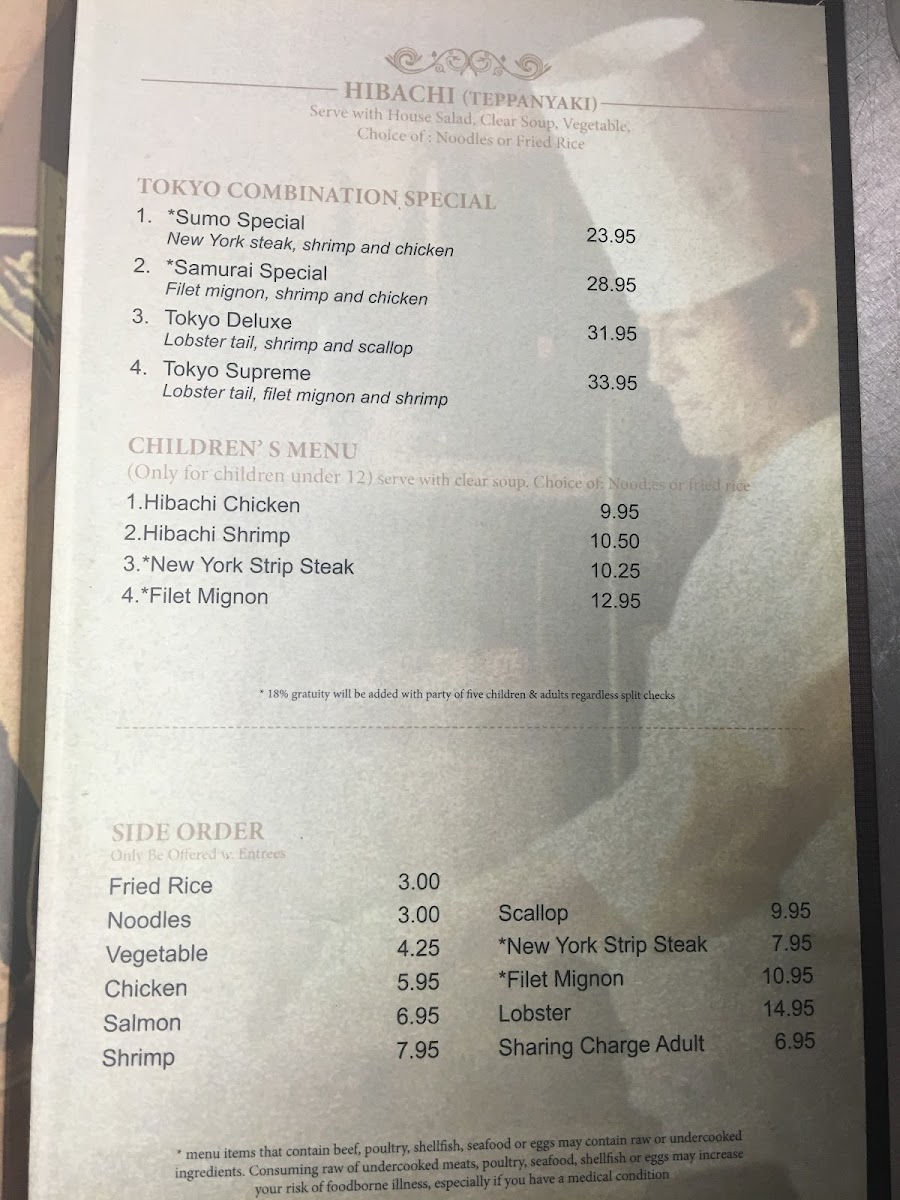 HIBACHI (TEPPANYAKI)
Serve with House Salad, Clear Soup, Vegetable,
Choice of : Noodles or Fried Rice
TOKYO COMBINATION SPECIAL
1. *Sumo Special 23.95
New York steak, shrimp and chicken
2. *Samurai Special 28.95
Filet mignon, shrimp and chicken
3. Tokyo Deluxe 31.95
Lobster tail, shrimp and scallop
4. Tokyo Supreme 33.95
Lobster tail, filet mignon and shrimp
CHILDREN' S MENU
(Only for children under 12) serve with clear soup. Choice of: Noodles or fried rice
1.Hibachi Chicken 9.95
2.Hibachi Shrimp 10.50
3.*New York Strip Steak 10.25
4.*Filet Mignon 12.95
* 18% gratuity will be added with party of five children & adults regardless split checks
SIDE ORDER
Only Be Offered w. Entrees
Fried Rice 3.00
Noodles 3.00
Vegetable 4.25
Chicken 5.95
Salmon 6.95
Shrimp 7.95
Scallop 9.95
*New York Strip Steak 7.95
*Filet Mignon 10.95
Lobster 14.95
Sharing Charge Adult 6.95
* menu items that contain beef, poultry, shellfish, seafood or eggs may contain raw or undercooked
ingredients. Consuming raw of undercooked meats, poultry, seafood, shellfish or eggs may increase
your risk of foodborne illness, especially if you have a medical condition